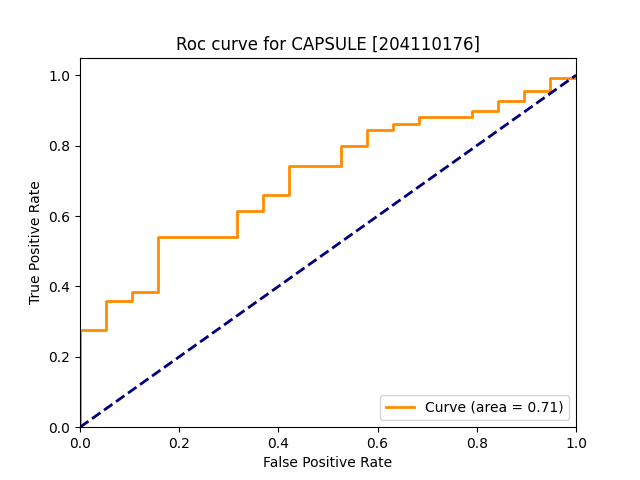 Roc curve for CAPSULE [204110176]
True Positive Rate
1.0
0.8
0.6
0.4
0.2
0.0
0.0 0.2 0.4 0.6 0.8 1.0
False Positive Rate
Curve (area = 0.71)